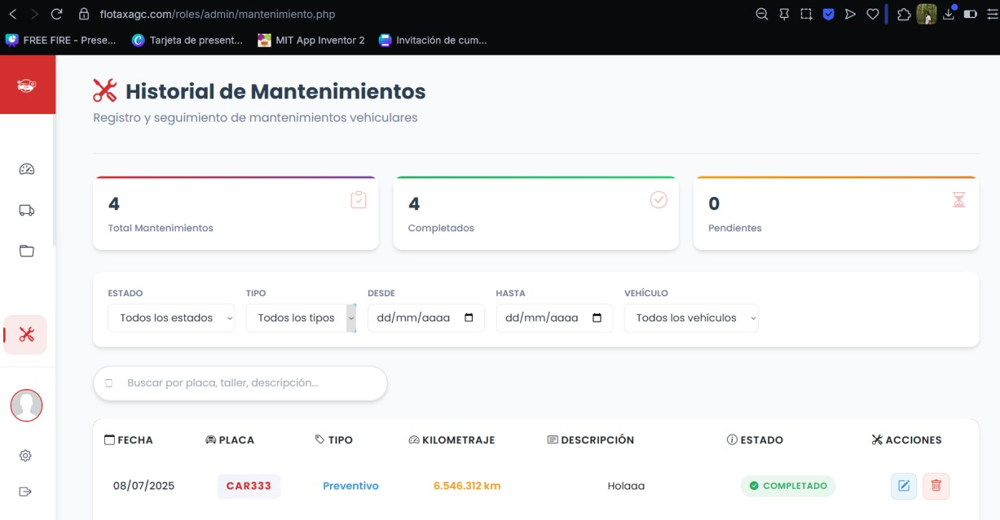 flotaxagc.com/roles/admin/mantenimiento.php
FREE FIRE - Prese... Tarjeta de present... MIT App Inventor 2 Invitación de cum...
Historial de Mantenimientos
Registro y seguimiento de mantenimientos vehiculares
4 4 0
Total Mantenimientos Completados Pendientes
ESTADO TIPO DESDE HASTA VEHÍCULO
Todos los estados Todos los tipos dd/mm/aaaa dd/mm/aaaa Todos los vehículos
Buscar por placa, taller, descripción...
FECHA PLACA TIPO KILOMETRAJE DESCRIPCIÓN ESTADO ACCIONES
08/07/2025 CAR333 Preventivo 6.546.312 km Holaaa COMPLETADO